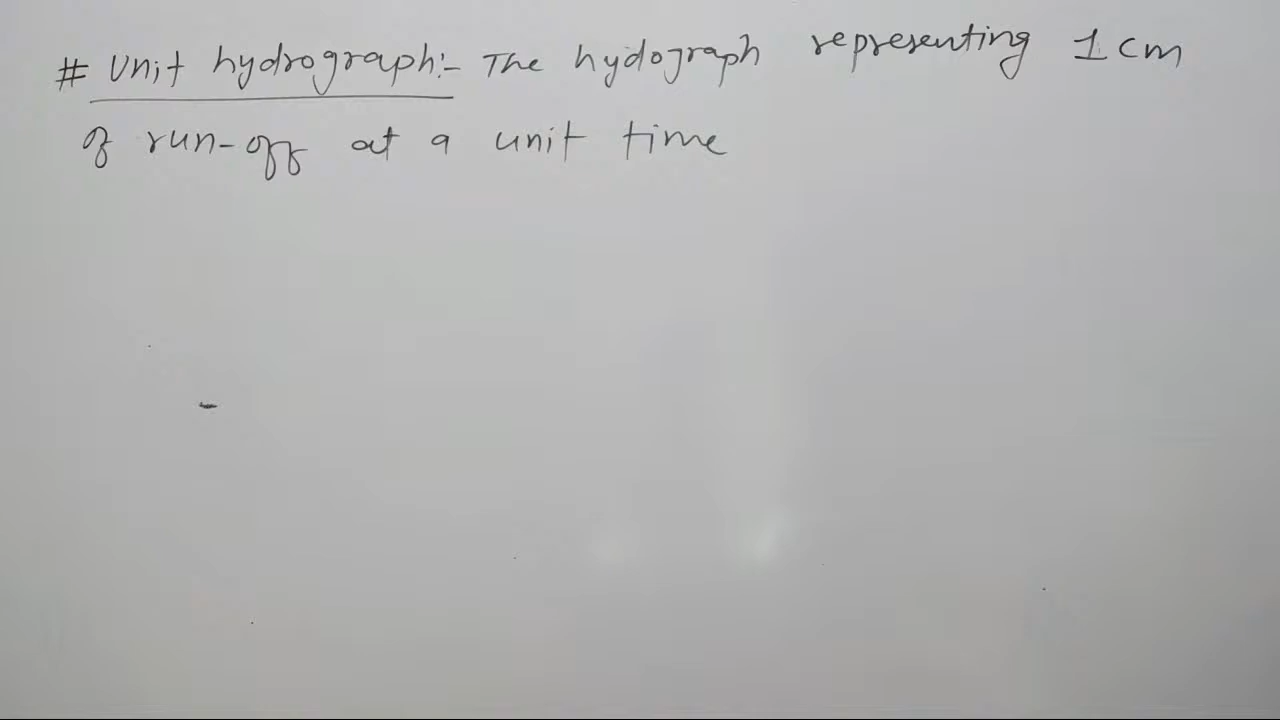 # Unit hydrograph:- The hydograph representing 1 cm
of run-off at a unit time